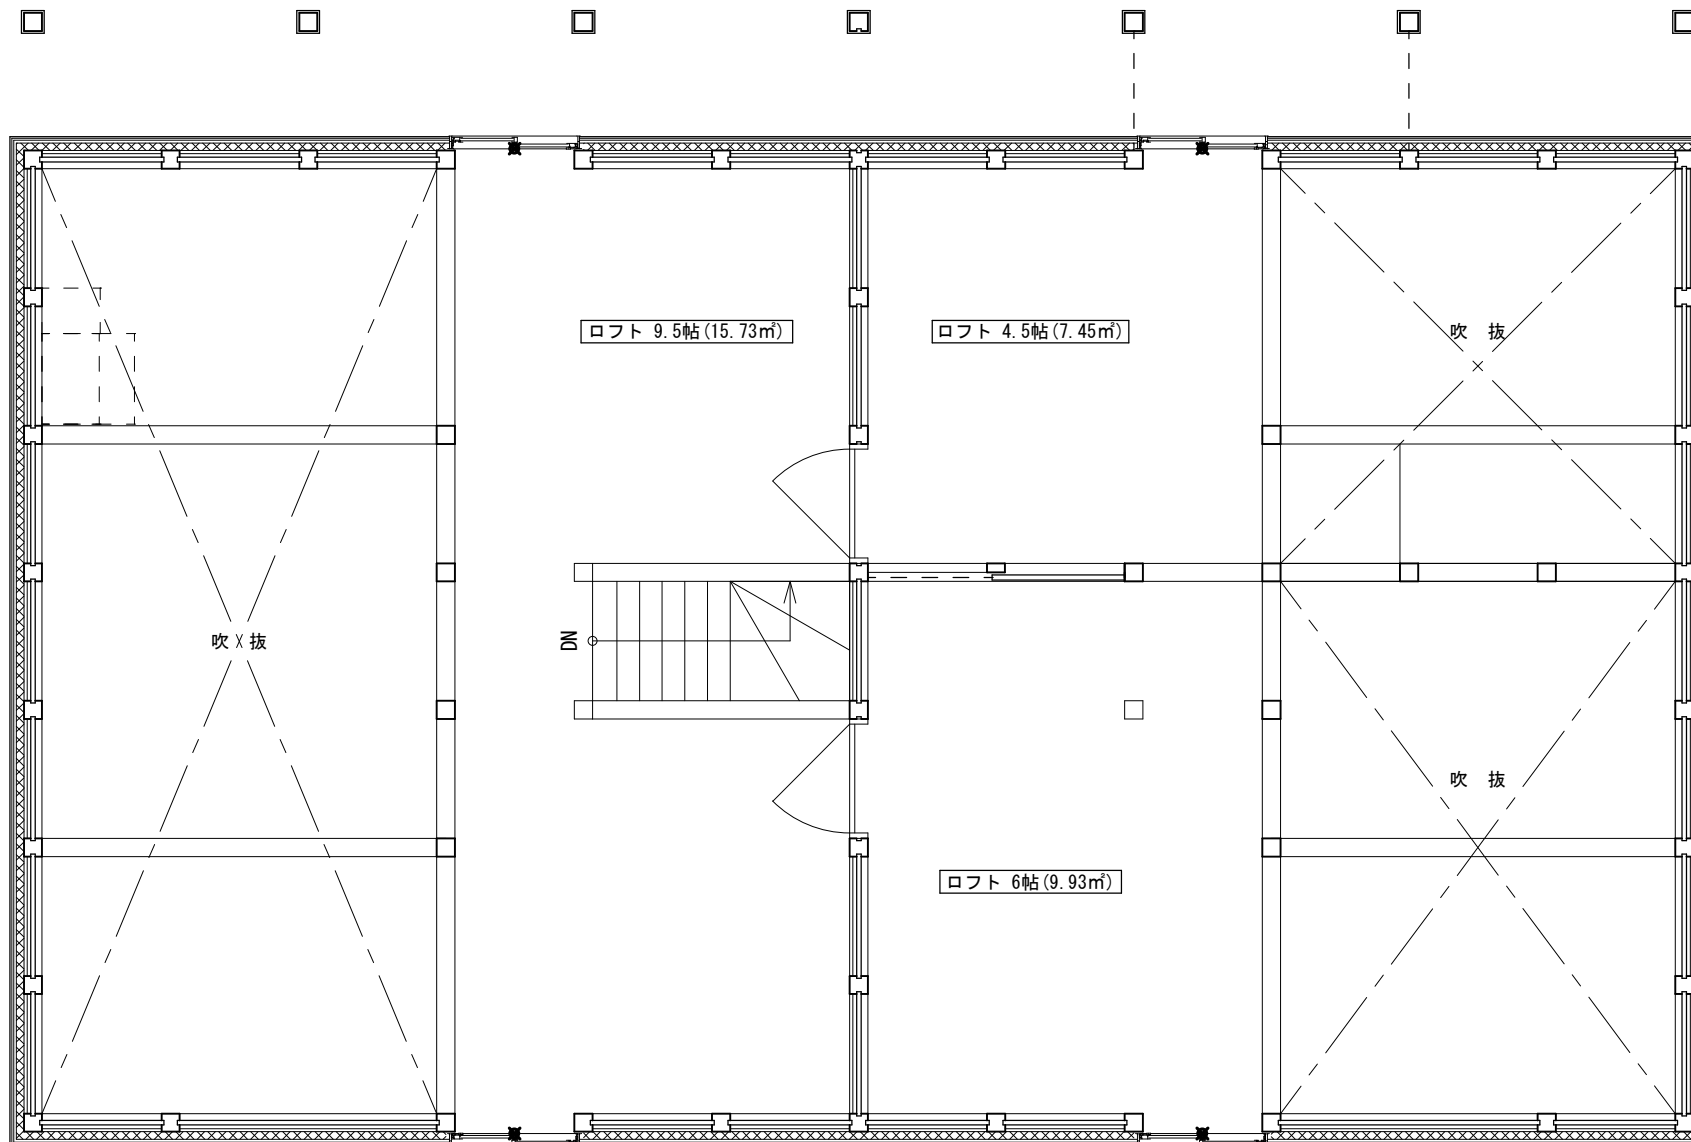 ロフト 9.5帖(15.73㎡)
ロフト 4.5帖(7.45㎡)
吹 抜
吹 抜
DN
吹 抜
ロフト 6帖(9.93㎡)